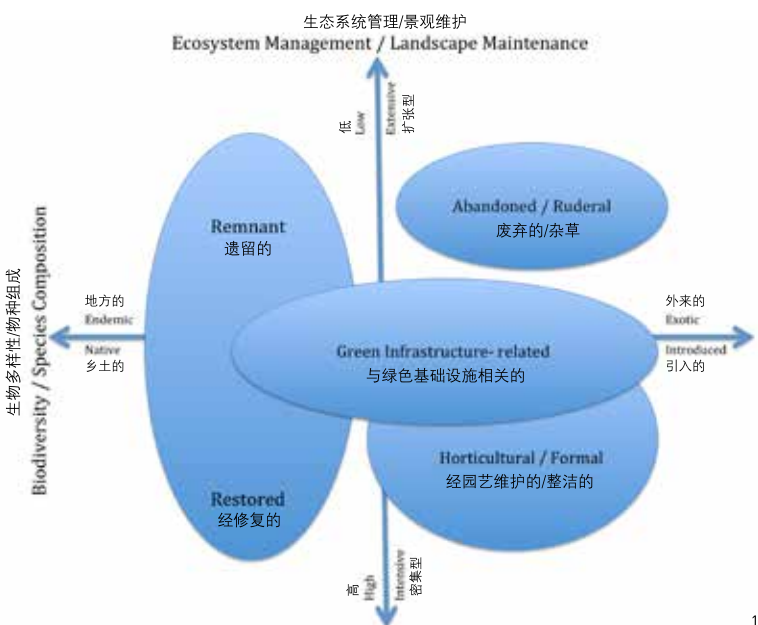 生态系统管理/景观维护
Ecosystem Management / Landscape Maintenance
低
Low
Extensive
扩张型
Abandoned / Ruderal
废弃的/杂草
Remnant
遗留的
生物多样性/物种组成
Biodiversity / Species Composition
地方的
Endemic
Native
乡土的
外来的
Exotic
Introduced
引入的
Green Infrastructure- related
与绿色基础设施相关的
Horticultural / Formal
经园艺维护的/整洁的
Restored
经修复的
高
High
Intensive
密集型
1